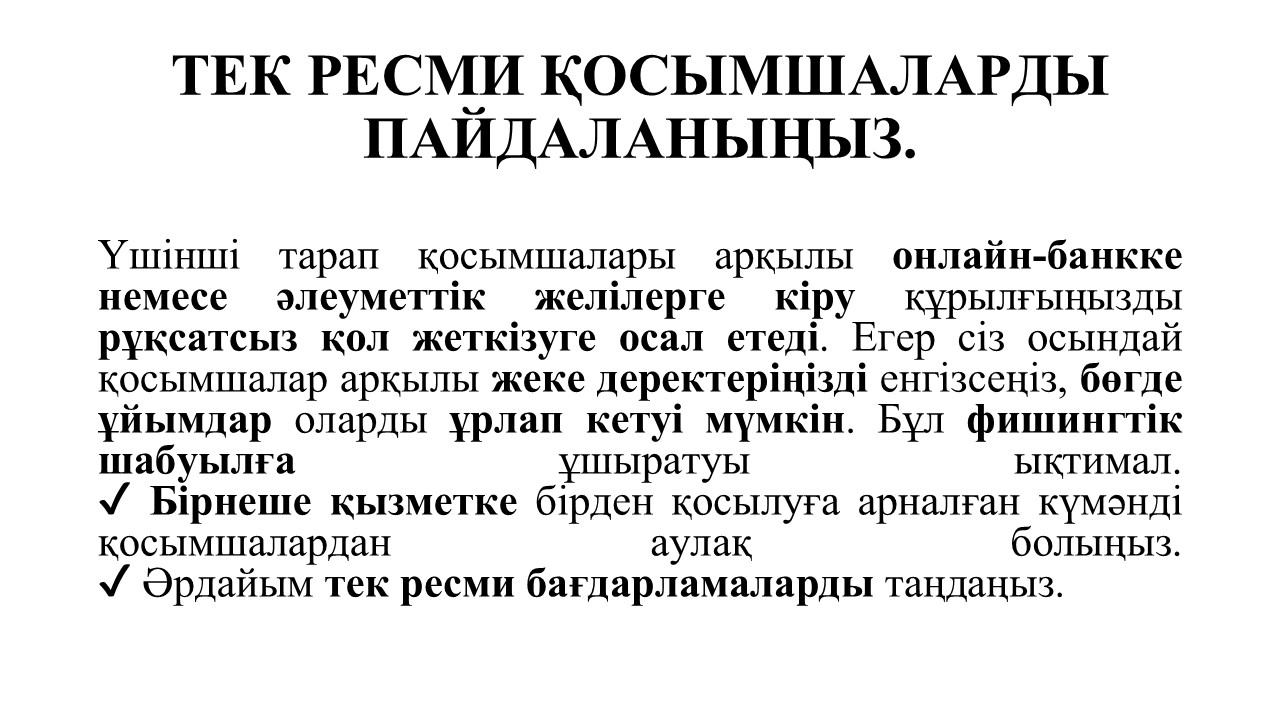 ТЕК РЕСМИ ҚОСЫМШАЛАРДЫ
ПАЙДАЛАНЫҢЫЗ.
Үшінші тарап қосымшалары арқылы онлайн-банкке
немесе әлеуметтік желілерге кіру құрылғыңызды
рұқсатсыз қол жеткізуге осал етеді. Егер сіз осындай
қосымшалар арқылы жеке деректеріңізді енгізсеңіз, бөгде
ұйымдар оларды ұрлап кетуі мүмкін. Бұл фишингтік
шабуылға ұшыратуы ықтимал.
✔ Бірнеше қызметке бірден қосылуға арналған күмәнді
қосымшалардан аулақ болыңыз.
✔ Әрдайым тек ресми бағдарламаларды таңдаңыз.